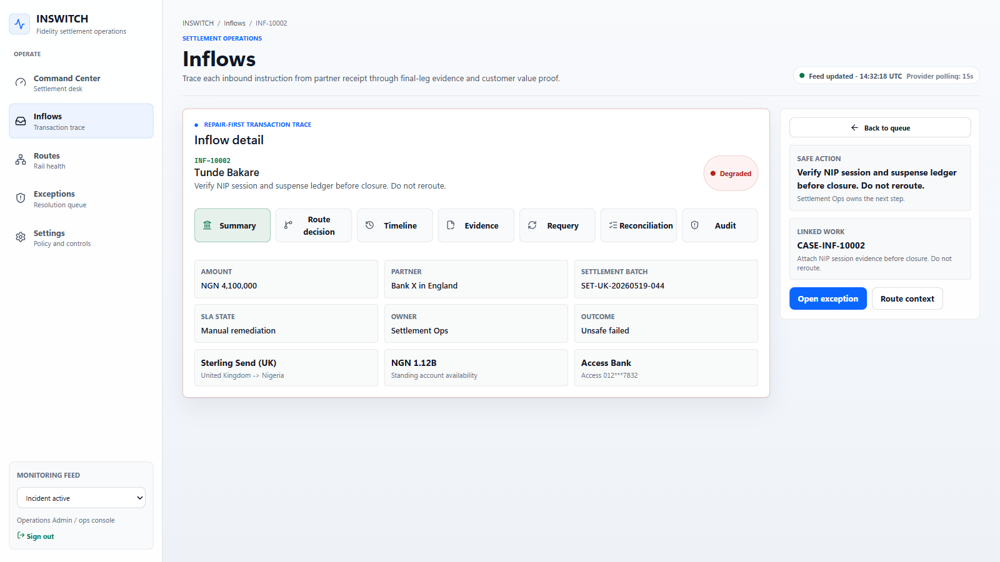 INSWITCH
Fidelity settlement operations
OPERATE
Command Center
Settlement desk
Inflows
Transaction trace
Routes
Rail health
Exceptions
Resolution queue
Settings
Policy and controls
MONITORING FEED
Incident active
Operations Admin / ops console
Sign out
INSWITCH / Inflows / INF-10002
SETTLEMENT OPERATIONS
Inflows
Trace each inbound instruction from partner receipt through final-leg evidence and customer value proof.
Feed updated - 14:32:18 UTC Provider polling: 15s
REPAIR-FIRST TRANSACTION TRACE
Inflow detail
INF-10002
Tunde Bakare
Verify NIP session and suspense ledger before closure. Do not reroute.
Degraded
Summary
Route
decision
Timeline
Evidence
Requery
Reconciliation
Audit
AMOUNT
NGN 4,100,000
PARTNER
Bank X in England
SETTLEMENT BATCH
SET-UK-20260519-044
SLA STATE
Manual remediation
OWNER
Settlement Ops
OUTCOME
Unsafe failed
Sterling Send (UK)
United Kingdom -> Nigeria
NGN 1.12B
Standing account availability
Access Bank
Access 012***7832
Back to queue
SAFE ACTION
Verify NIP session and suspense ledger
before closure. Do not reroute.
Settlement Ops owns the next step.
LINKED WORK
CASE-INF-10002
Attach NIP session evidence before closure. Do not
reroute.
Open exception
Route context